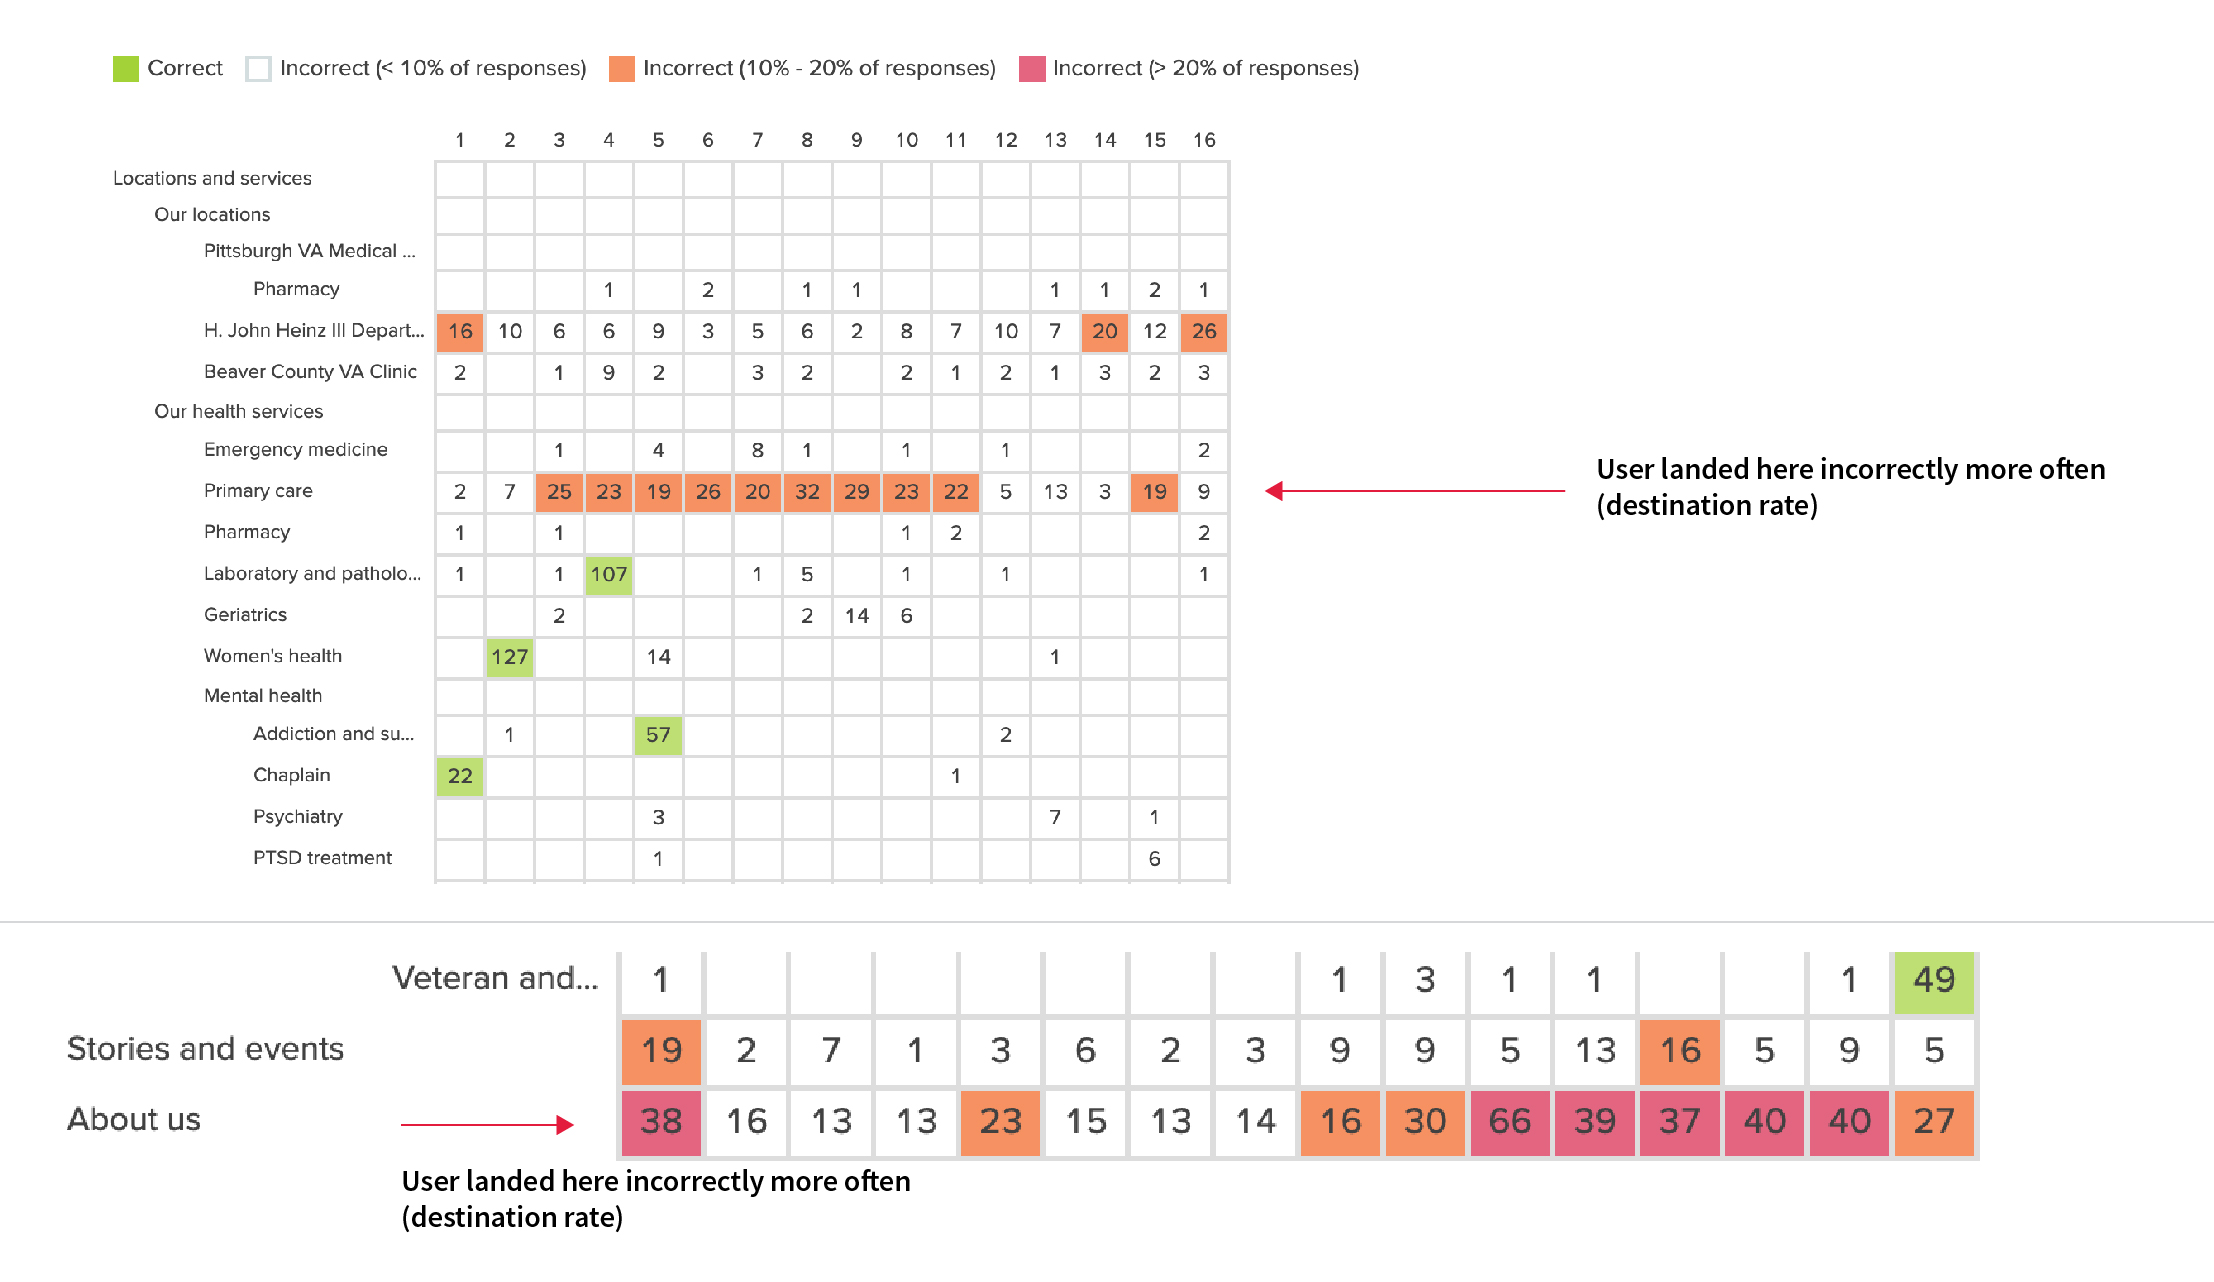 Correct Incorrect (< 10% of responses) Incorrect (10% - 20% of responses) Incorrect (> 20% of responses)
1 2 3 4 5 6 7 8 9 10 11 12 13 14 15 16
Locations and services
Our locations
Pittsburgh VA Medical ...
Pharmacy 1 2 1 1 1 1 2 1
H. John Heinz III Depart... 16 10 6 6 9 3 5 6 2 8 7 10 7 20 12 26
Beaver County VA Clinic 2 1 9 2 3 2 2 1 2 1 3 2 3
Our health services
Emergency medicine 1 4 8 1 1 1 2
Primary care 2 7 25 23 19 26 20 32 29 23 22 5 13 3 19 9
User landed here incorrectly more often
(destination rate)
Pharmacy 1 1 1 2 2
Laboratory and patholo... 1 1 107 1 5 1 1 1
Geriatrics 2 2 14 6
Women's health 127 14 1
Mental health
Addiction and su... 1 57 2
Chaplain 22 1
Psychiatry 3 7 1
PTSD treatment 1 6
Veteran and... 1 1 3 1 1 1 49
Stories and events 19 2 7 1 3 6 2 3 9 9 5 13 16 5 9 5
About us 38 16 13 13 23 15 13 14 16 30 66 39 37 40 40 27
User landed here incorrectly more often
(destination rate)